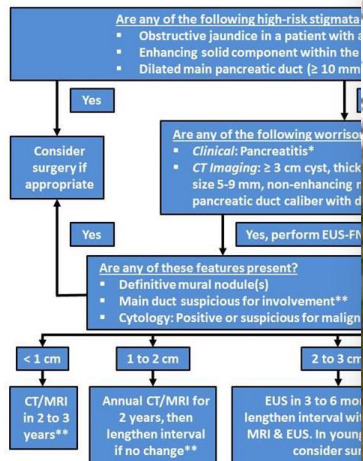 Are any of the following high-risk stigmata
▪ Obstructive jaundice in a patient with a
▪ Enhancing solid component within the
▪ Dilated main pancreatic duct (≥ 10 mm
Yes
Consider
surgery if
appropriate
Are any of the following worriso
▪ Clinical: Pancreatitis*
▪ CT Imaging: ≥ 3 cm cyst, thick
size 5-9 mm, non-enhancing
pancreatic duct caliber with d
Yes
Yes, perform EUS-FN
Are any of these features present?
▪ Definitive mural nodule(s)
▪ Main duct suspicious for involvement**
▪ Cytology: Positive or suspicious for malign
< 1 cm
1 to 2 cm
2 to 3 cm
CT/MRI
in 2 to 3
years**
Annual CT/MRI for
2 years, then
lengthen interval
if no change**
EUS in 3 to 6 mo
lengthen interval wi
MRI & EUS. In young
consider sur